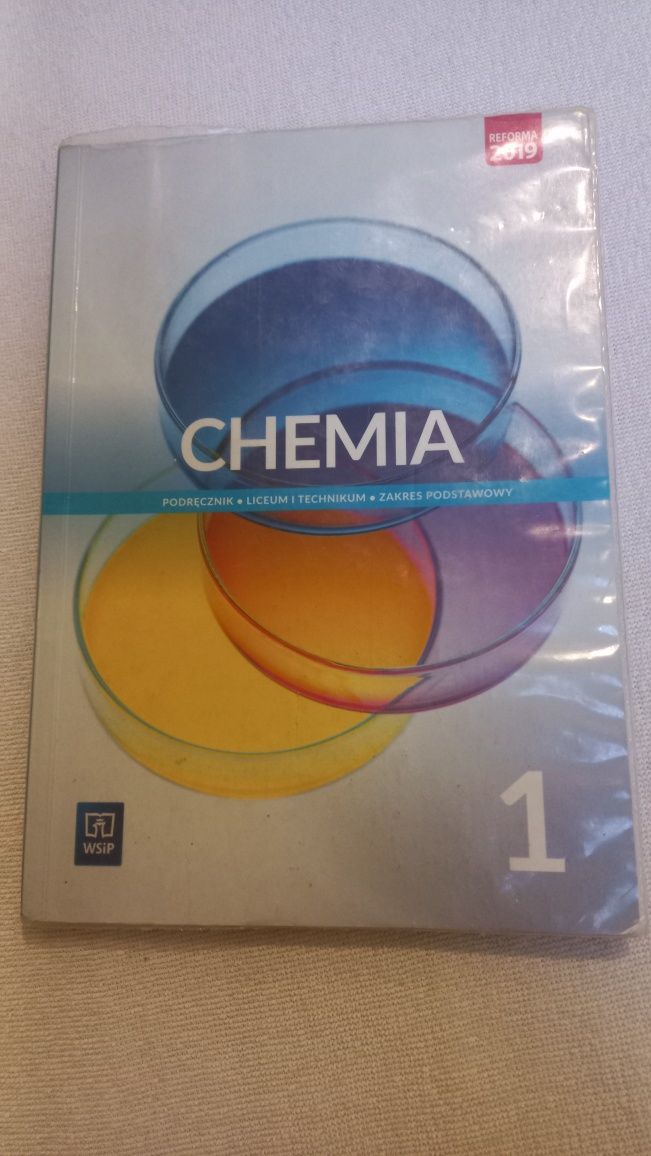 REFORMA
2019
CHEMIA
PODRĘCZNIK • LICEUM I TECHNIKUM • ZAKRES PODSTAWOWY
1
WSiP